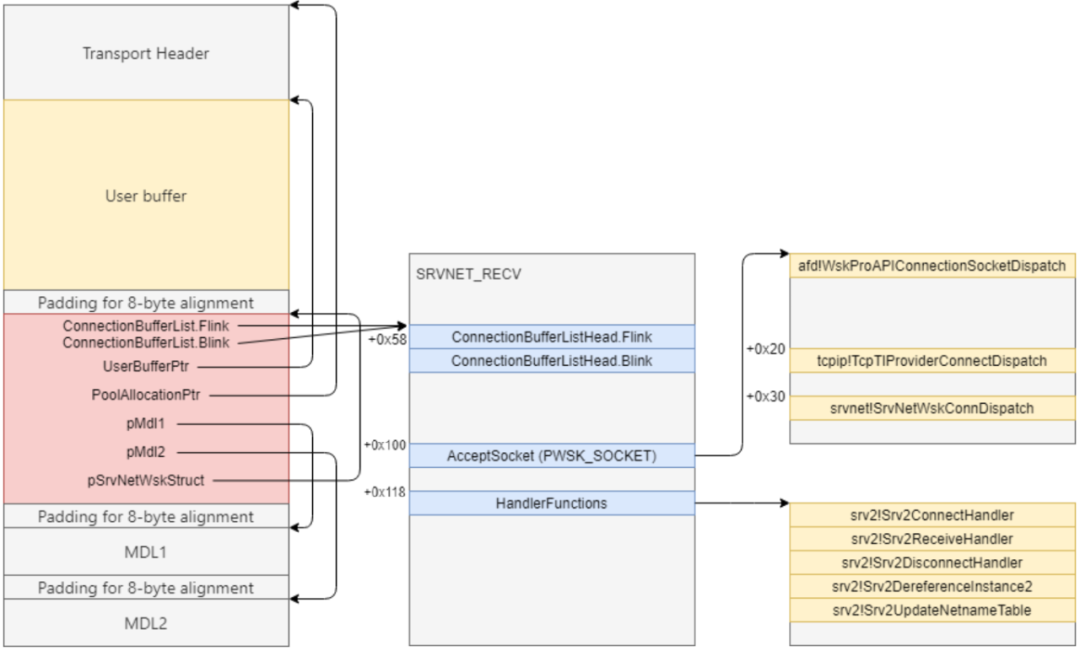 Transport Header
User buffer
Padding for 8-byte alignment
ConnectionBufferList.Flink
ConnectionBufferList.Blink
UserBufferPtr
PoolAllocationPtr
pMdl1
pMdl2
pSrvNetWskStruct
Padding for 8-byte alignment
MDL1
Padding for 8-byte alignment
MDL2
SRVNET_RECV
+0x58
ConnectionBufferListHead.Flink
ConnectionBufferListHead.Blink
+0x100
AcceptSocket (PWSK_SOCKET)
+0x118
HandlerFunctions
afd!WskProAPIConnectionSocketDispatch
+0x20
tcpip!TcpTlProviderConnectDispatch
+0x30
srvnet!SrvNetWskConnDispatch
srv2!Srv2ConnectHandler
srv2!Srv2ReceiveHandler
srv2!Srv2DisconnectHandler
srv2!Srv2DereferenceInstance2
srv2!Srv2UpdateNetnameTable